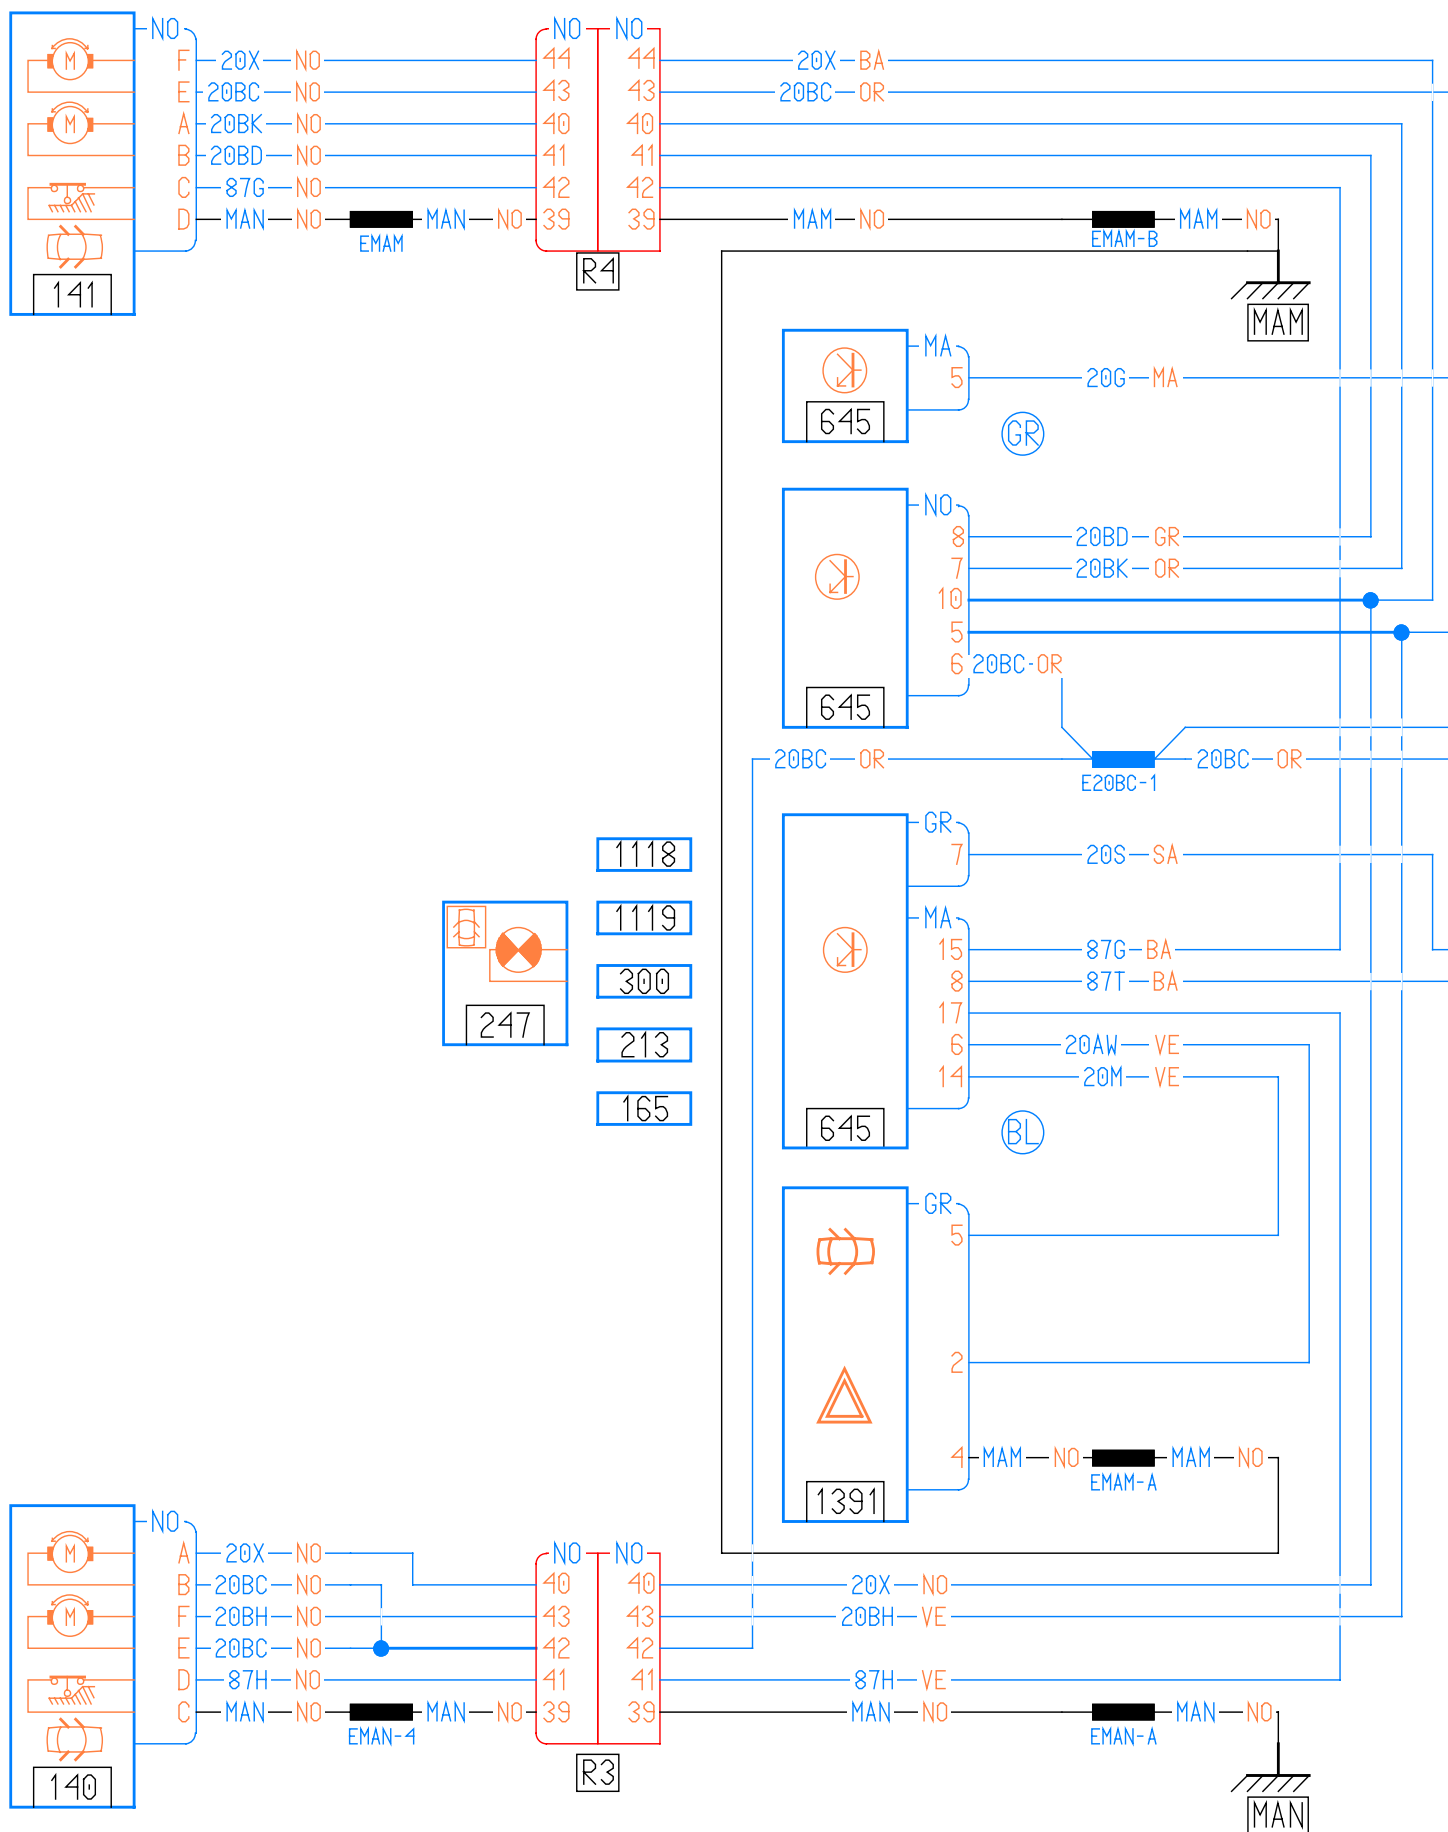 NO NO NO
M F 20X NO 44 44 20X BA
E 20BC NO 43 43 20BC OR
M A 20BK NO 40 40
B 20BD NO 41 41
C 87G NO 42 42
D MAN NO MAN NO 39 39 MAM NO MAM NO
EMAM EMAM-B
R4
141
MAM
MA
5 20G MA
645
GR
NO
8 20BD GR
7 20BK OR
10
5
6 20BC OR
645
20BC OR 20BC OR
E20BC-1
GR
1118 7 20S SA
1119 MA
15 87G BA
300 8 87T BA
247 17
213 6 20AW VE
14 20M VE
165
645 BL
GR
5
2
4 MAM NO MAM NO
EMAM-A
1391
NO
M A 20X NO NO NO
B 20BC NO 40 40 20X NO
M F 20BH NO 43 43 20BH VE
E 20BC NO 42 42
D 87H NO 41 41 87H VE
C MAN NO MAN NO 39 39 MAN NO MAN NO
EMAN-4 EMAN-A
R3
140
MAN